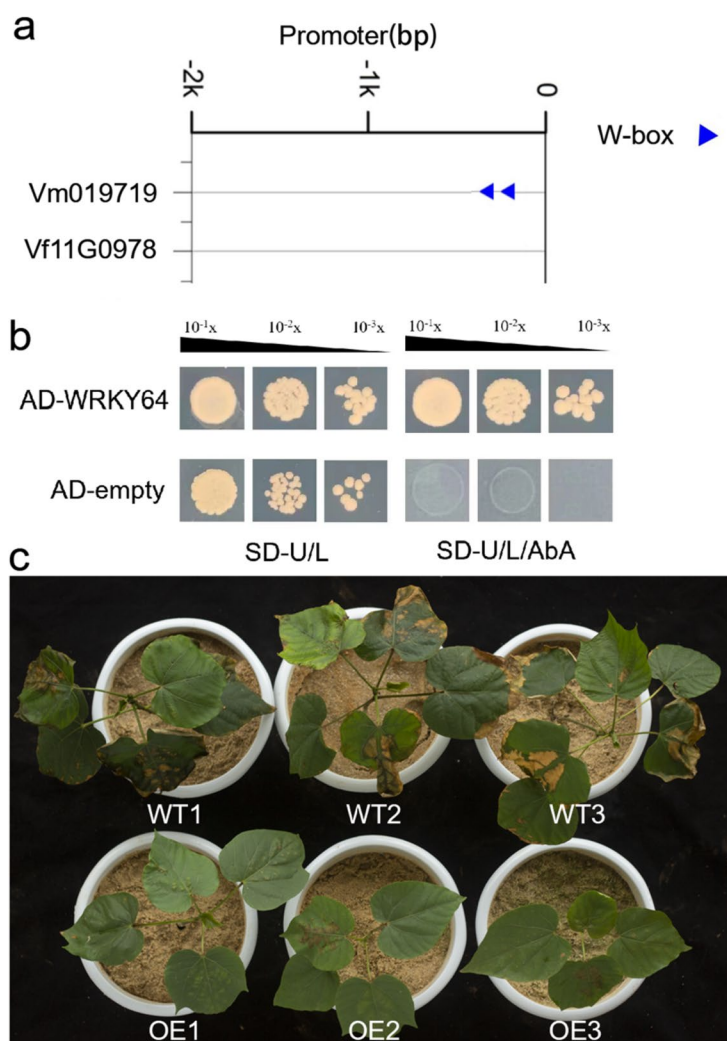 a
Promoter(bp)
-2k -1k 0
W-box
Vm019719
Vf11G0978
b
10⁻¹x 10⁻²x 10⁻³x 10⁻¹x 10⁻²x 10⁻³x
AD-WRKY64
AD-empty
SD-U/L SD-U/L/AbA
c
WT1 WT2 WT3
OE1 OE2 OE3